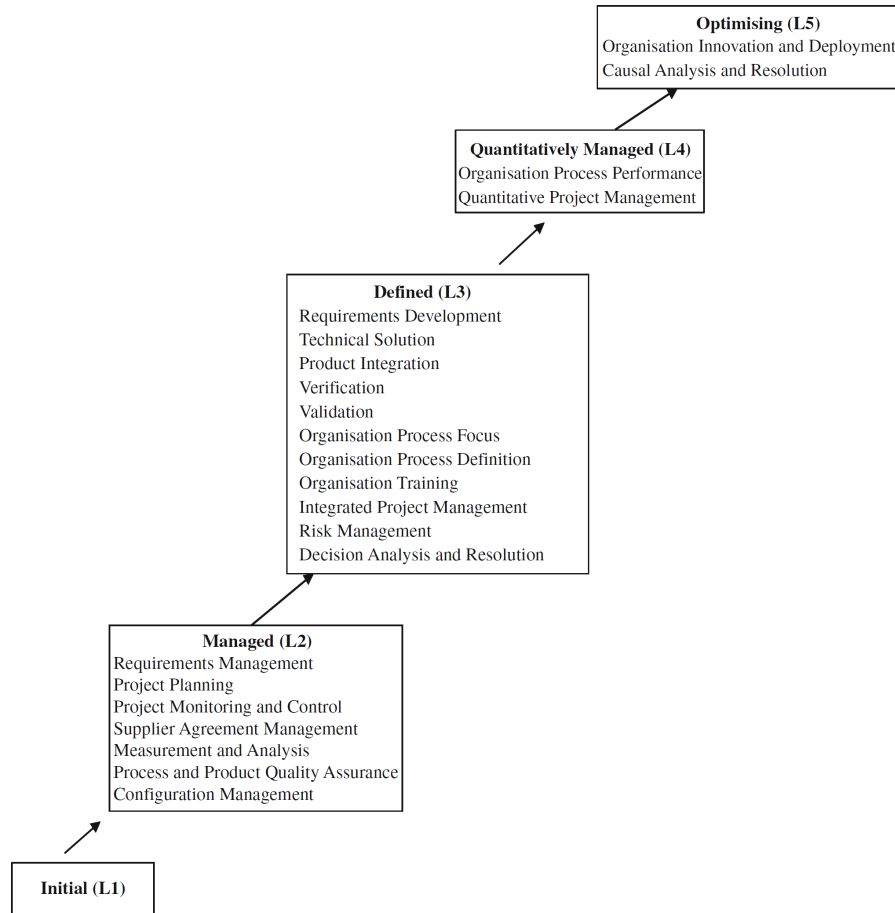 Optimising (L5)
Organisation Innovation and Deployment
Causal Analysis and Resolution
Quantitatively Managed (L4)
Organisation Process Performance
Quantitative Project Management
Defined (L3)
Requirements Development
Technical Solution
Product Integration
Verification
Validation
Organisation Process Focus
Organisation Process Definition
Organisation Training
Integrated Project Management
Risk Management
Decision Analysis and Resolution
Managed (L2)
Requirements Management
Project Planning
Project Monitoring and Control
Supplier Agreement Management
Measurement and Analysis
Process and Product Quality Assurance
Configuration Management
Initial (L1)